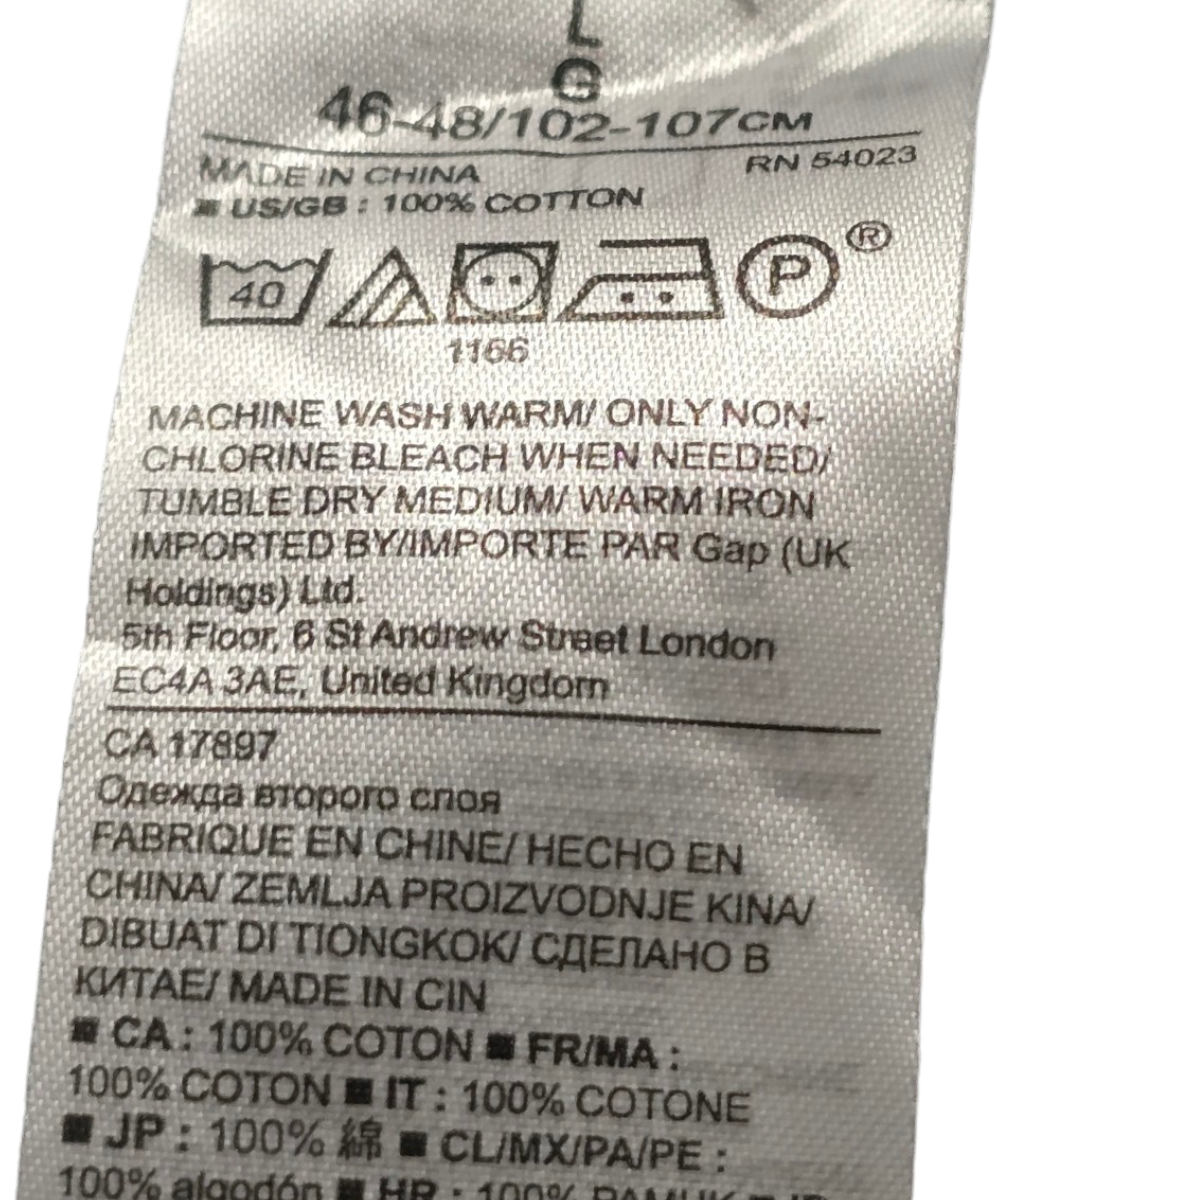 L
G
46-48/102-107CM
MADE IN CHINA
RN 54023
■ US/GB : 100% COTTON
40
P
®
1166
MACHINE WASH WARM/ ONLY NON-
CHLORINE BLEACH WHEN NEEDED/
TUMBLE DRY MEDIUM/ WARM IRON
IMPORTED BY/IMPORTE PAR Gap (UK
Holdings) Ltd.
5th Floor, 6 St Andrew Street London
EC4A 3AE, United Kingdom
CA 17897
Одежда второго слоя
FABRIQUE EN CHINE/ HECHO EN
CHINA/ ZEMLJA PROIZVODNJE KINA/
DIBUAT DI TIONGKOK/ СДЕЛАНО В
КИТАЕ/ MADE IN CIN
■ CA : 100% COTON ■ FR/MA :
100% COTON ■ IT : 100% COTONE
■ JP : 100% 綿 ■ CL/MX/PA/PE :
100% algodón ■ HR : 100% PAMUK ■